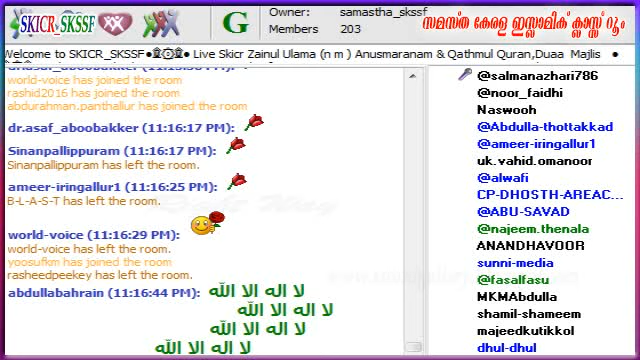 SKICR_SKSSF
SKICR SKSSF
G
Owner: samastha_skssf
Members 203
സമസ്ത കേരള ഇസ്ലാമിക് ക്ലാസ്സ് റൂം
Welcome to SKICR_SKSSF●۩۞۩● Live Skicr Zainul Ulama (n m ) Anusmaranam & Qathmul Quran,Duaa Majlis ●
world-voice has joined the room
rashid2016 has joined the room
abdurahman.panthallur has joined the room
dr.asaf_aboobakker (11:16:17 PM):
Sinanpallippuram (11:16:17 PM):
Sinanpallippuram has left the room.
ameer-iringallur1 (11:16:25 PM):
B-L-A-S-T has left the room.
world-voice (11:16:29 PM):
world-voice has left the room.
yoosufkm has joined the room
rasheedpeekey has left the room.
abdullabahrain (11:16:44 PM): لا اله الا الله
لا اله الا الله
لا اله الا الله
لا اله الا الله
@salmanazhari786
@noor_faidhi
Naswooh
@Abdulla-thottakkad
@ameer-iringallur1
uk.vahid.omanoor
@alwafi
CP-DHOSTH-AREAC...
@ABU-SAVAD
@najeem.thenala
ANANDHAVOOR
sunni-media
@fasalfasu
MKMAbdulla
shamil-shameem
majeedkutikkol
dhul-dhul